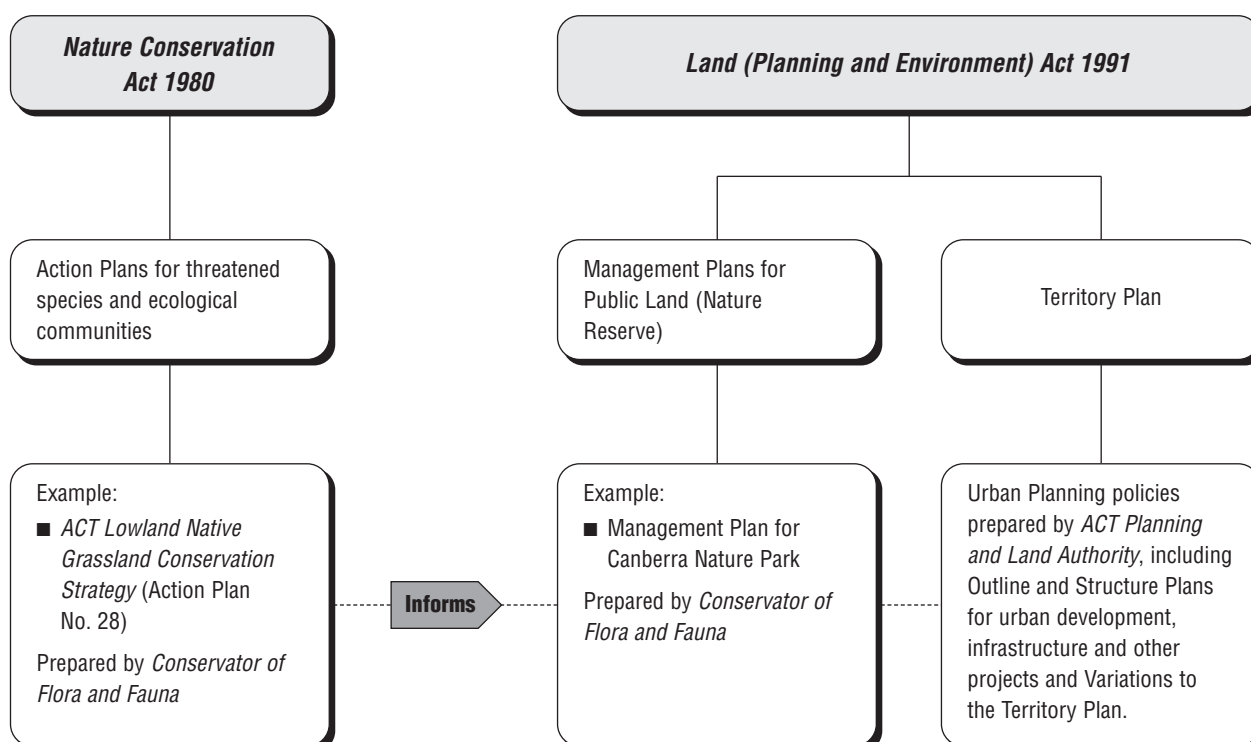 Nature Conservation
Act 1980
Land (Planning and Environment) Act 1991
Action Plans for threatened
species and ecological
communities
Management Plans for
Public Land (Nature
Reserve)
Territory Plan
Example:
■ ACT Lowland Native
Grassland Conservation
Strategy (Action Plan
No. 28)
Prepared by Conservator of
Flora and Fauna
Informs
Example:
■ Management Plan for
Canberra Nature Park
Prepared by Conservator of
Flora and Fauna
Urban Planning policies
prepared by ACT Planning
and Land Authority, including
Outline and Structure Plans
for urban development,
infrastructure and other
projects and Variations to
the Territory Plan.